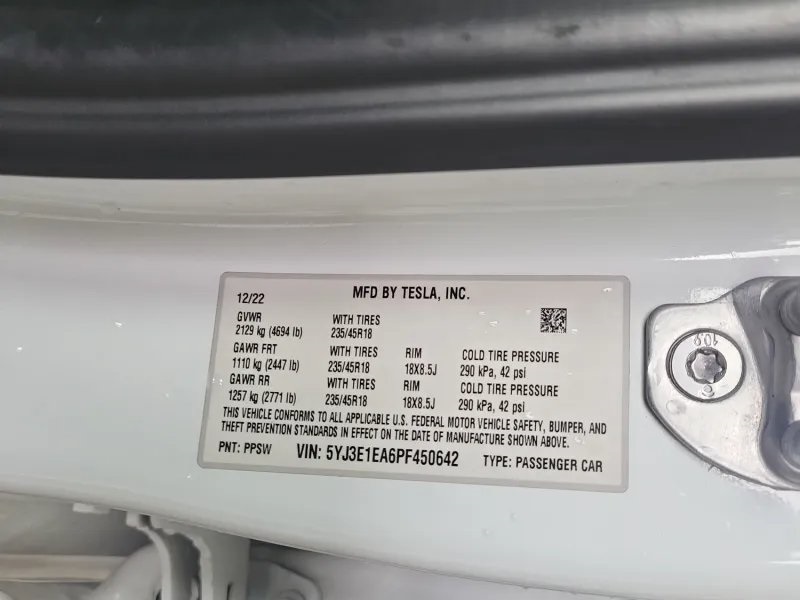 12/22 MFD BY TESLA, INC.
GVWR WITH TIRES
2129 kg (4694 lb) 235/45R18
GAWR FRT WITH TIRES RIM COLD TIRE PRESSURE
1110 kg (2447 lb) 235/45R18 18X8.5J 290 kPa, 42 psi
GAWR RR WITH TIRES RIM COLD TIRE PRESSURE
1257 kg (2771 lb) 235/45R18 18X8.5J 290 kPa, 42 psi
THIS VEHICLE CONFORMS TO ALL APPLICABLE U.S. FEDERAL MOTOR VEHICLE SAFETY, BUMPER, AND
THEFT PREVENTION STANDARDS IN EFFECT ON THE DATE OF MANUFACTURE SHOWN ABOVE.
PNT: PPSW VIN: 5YJ3E1EA6PF450642 TYPE: PASSENGER CAR
10.9